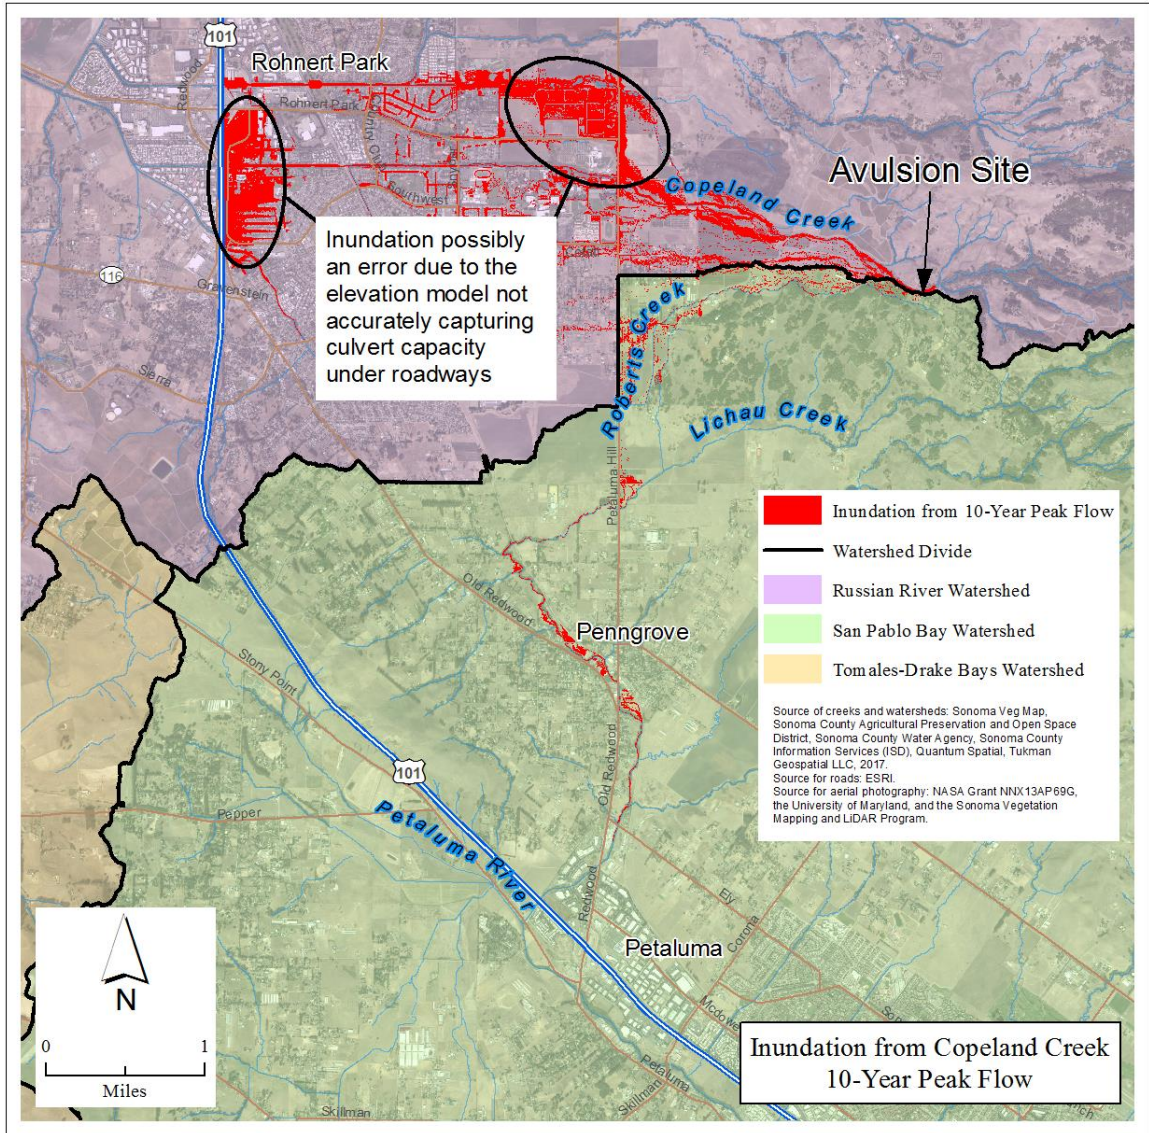 101
Rohnert Park
Redwood
Rohnert Park
Country Club
Snyder
Southwest
Copeland Creek
Avulsion Site
Inundation possibly
an error due to the
elevation model not
accurately capturing
culvert capacity
under roadways
116
Gravenstein
Roberts Creek
Sierra
Lichau Creek
Petaluma Hill
Inundation from 10-Year Peak Flow
Watershed Divide
Russian River Watershed
San Pablo Bay Watershed
Tomales-Drake Bays Watershed
Source of creeks and watersheds: Sonoma Veg Map,
Sonoma County Agricultural Preservation and Open Space
District, Sonoma County Water Agency, Sonoma County
Information Services (ISD), Quantum Spatial, Tukman
Geospatial LLC, 2017.
Source for roads: ESRI.
Source for aerial photography: NASA Grant NNX13AP69G,
the University of Maryland, and the Sonoma Vegetation
Mapping and LiDAR Program.
Old Redwood
Penngrove
Stony Point
101
Old Redwood
Pepper
Petaluma River
Redwood
Ely
Corona
Petaluma
N
0 1
Miles
Petaluma
Skillman
Skillman
Inundation from Copeland Creek
10-Year Peak Flow